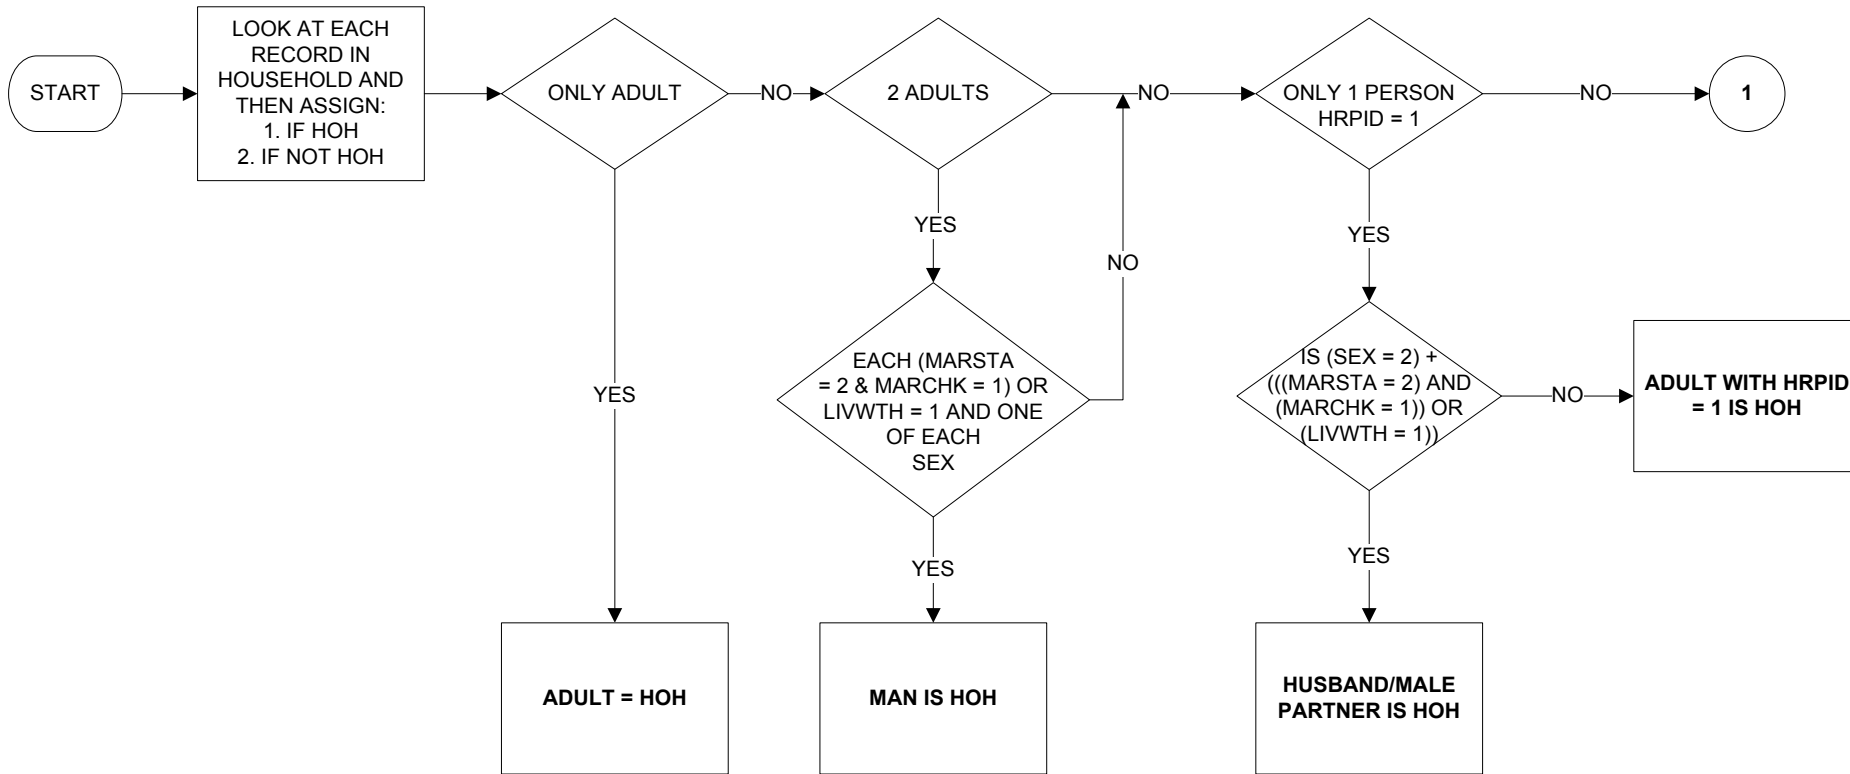 START
LOOK AT EACH
RECORD IN
HOUSEHOLD AND
THEN ASSIGN:
1. IF HOH
2. IF NOT HOH
ONLY ADULT
NO
2 ADULTS
NO
ONLY 1 PERSON
HRPID = 1
NO
1
YES
YES
NO
YES
EACH (MARSTA
= 2 & MARCHK = 1) OR
LIVWTH = 1 AND ONE
OF EACH
SEX
IS (SEX = 2) +
(((MARSTA = 2) AND
(MARCHK = 1)) OR
(LIVWTH = 1))
NO
ADULT WITH HRPID
= 1 IS HOH
YES
YES
ADULT = HOH
MAN IS HOH
HUSBAND/MALE
PARTNER IS HOH